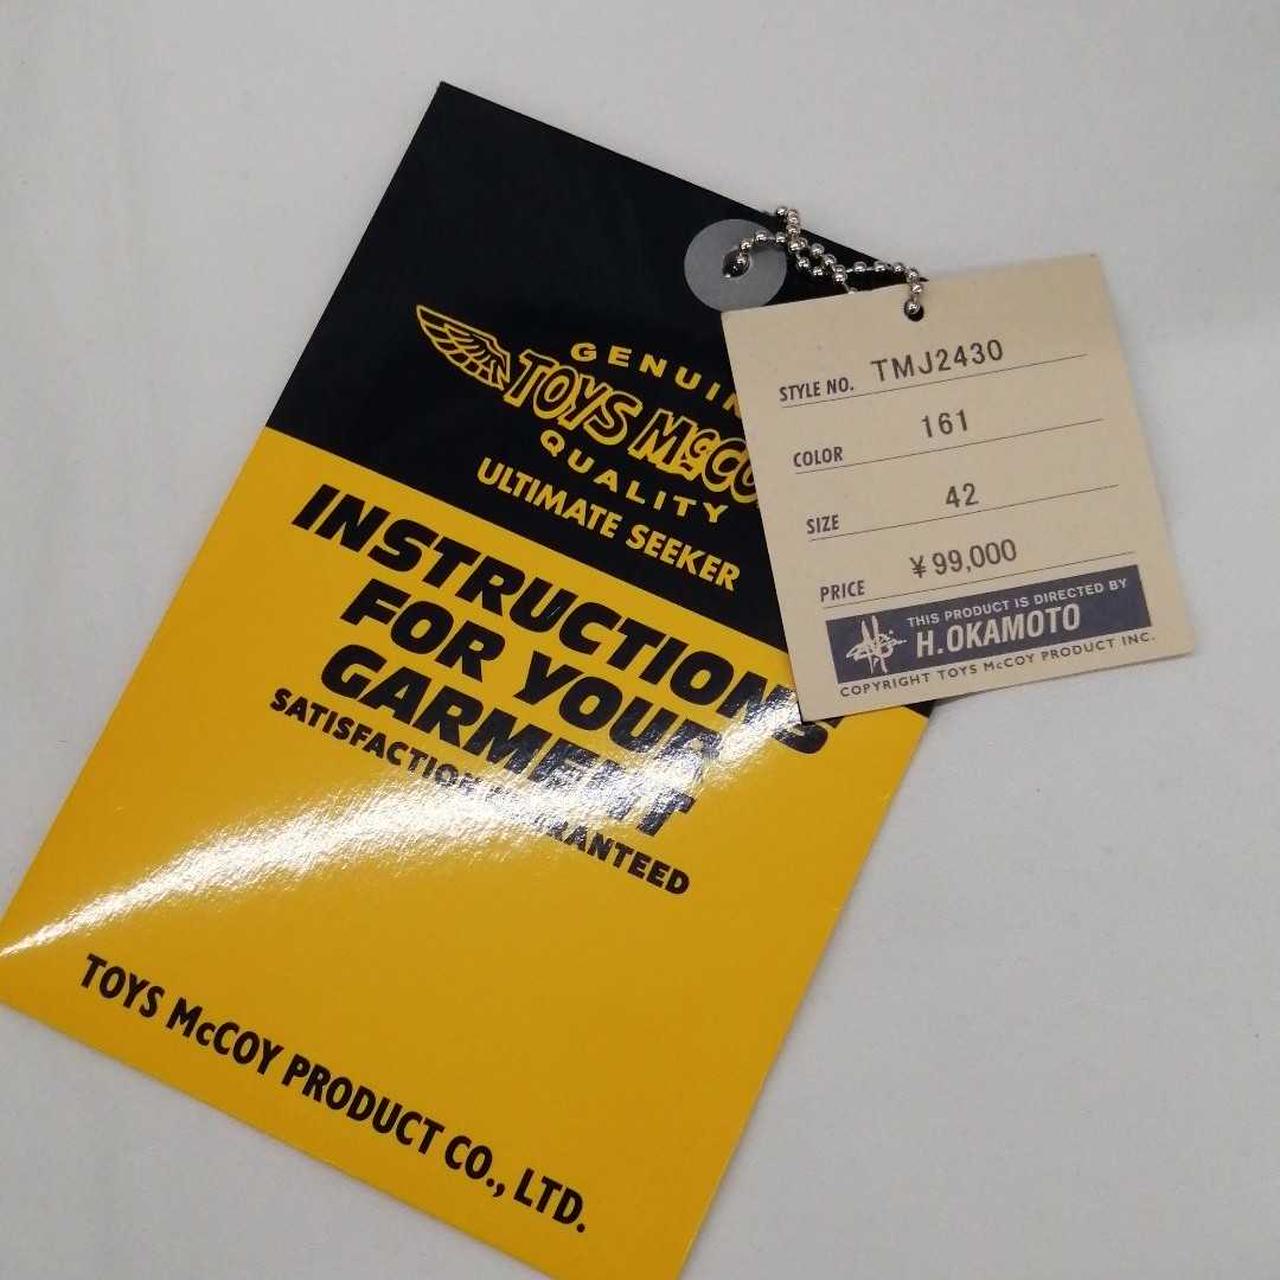 GENUIN
TOYS McCO
QUALITY
ULTIMATE SEEKER
INSTRUCTIONS
FOR YOUR
GARMENT
SATISFACTION GUARANTEED
TOYS McCOY PRODUCT CO., LTD.
STYLE NO. TMJ2430
COLOR 161
SIZE 42
PRICE ¥99,000
THIS PRODUCT IS DIRECTED BY
H.OKAMOTO
COPYRIGHT TOYS McCOY PRODUCT INC.